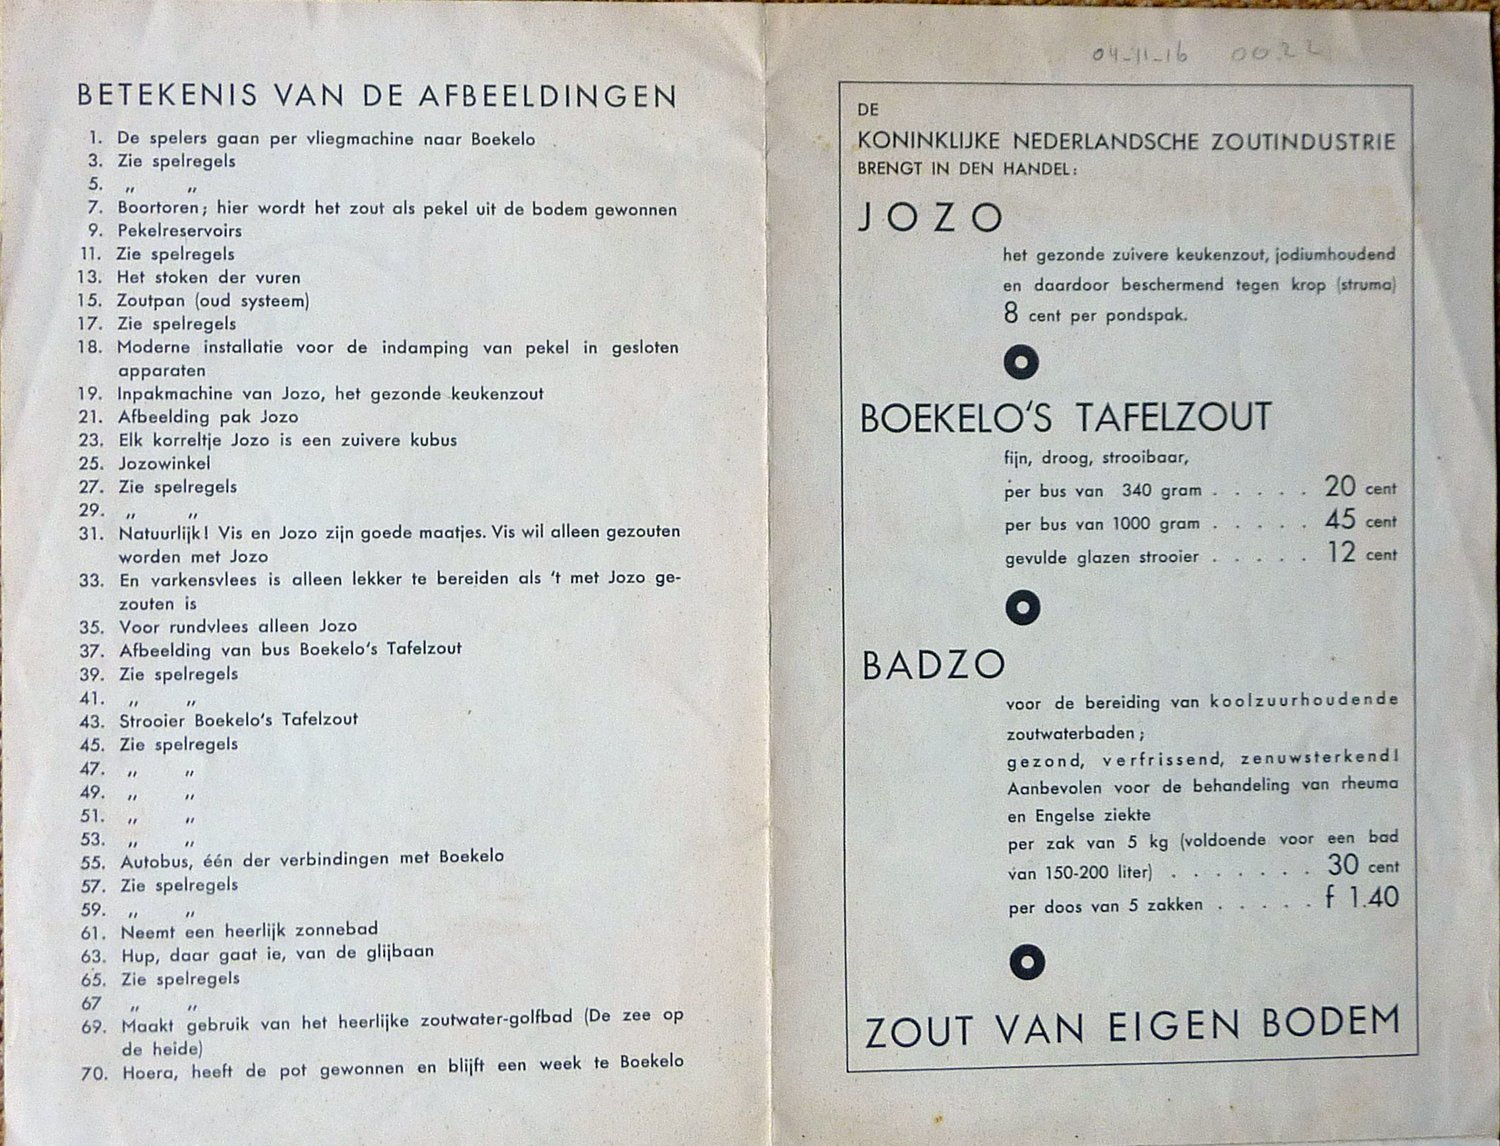 BETEKENIS VAN DE AFBEELDINGEN
1. De spelers gaan per vliegmachine naar Boekelo
3. Zie spelregels
5. „ „
7. Boortoren; hier wordt het zout als pekel uit de bodem gewonnen
9. Pekelreservoirs
11. Zie spelregels
13. Het stoken der vuren
15. Zoutpan (oud systeem)
17. Zie spelregels
18. Moderne installatie voor de indamping van pekel in gesloten
apparaten
19. Inpakmachine van Jozo, het gezonde keukenzout
21. Afbeelding pak Jozo
23. Elk korreltje Jozo is een zuivere kubus
25. Jozowinkel
27. Zie spelregels
29. „ „
31. Natuurlijk! Vis en Jozo zijn goede maatjes. Vis wil alleen gezouten
worden met Jozo
33. En varkensvlees is alleen lekker te bereiden als 't met Jozo ge-
zouten is
35. Voor rundvlees alleen Jozo
37. Afbeelding van bus Boekelo's Tafelzout
39. Zie spelregels
41. „ „
43. Strooier Boekelo's Tafelzout
45. Zie spelregels
47. „ „
49. „ „
51. „ „
53. „ „
55. Autobus, één der verbindingen met Boekelo
57. Zie spelregels
59. „ „
61. Neemt een heerlijk zonnebad
63. Hup, daar gaat ie, van de glijbaan
65. Zie spelregels
67 „ „
69. Maakt gebruik van het heerlijke zoutwater-golfbad (De zee op
de heide)
70. Hoera, heeft de pot gewonnen en blijft een week te Boekelo
04-11-16 0022
DE
KONINKLIJKE NEDERLANDSCHE ZOUTINDUSTRIE
BRENGT IN DEN HANDEL:
JOZO
het gezonde zuivere keukenzout, jodiumhoudend
en daardoor beschermend tegen krop (struma)
8 cent per pondspak.
BOEKELO'S TAFELZOUT
fijn, droog, strooibaar,
per bus van 340 gram . . . . . 20 cent
per bus van 1000 gram . . . . . 45 cent
gevulde glazen strooier . . . . . 12 cent
BADZO
voor de bereiding van koolzuurhoudende
zoutwaterbaden;
gezond, verfrissend, zenuwsterkend!
Aanbevolen voor de behandeling van rheuma
en Engelse ziekte
per zak van 5 kg (voldoende voor een bad
van 150-200 liter) . . . . . . . 30 cent
per doos van 5 zakken . . . . . f 1.40
ZOUT VAN EIGEN BODEM